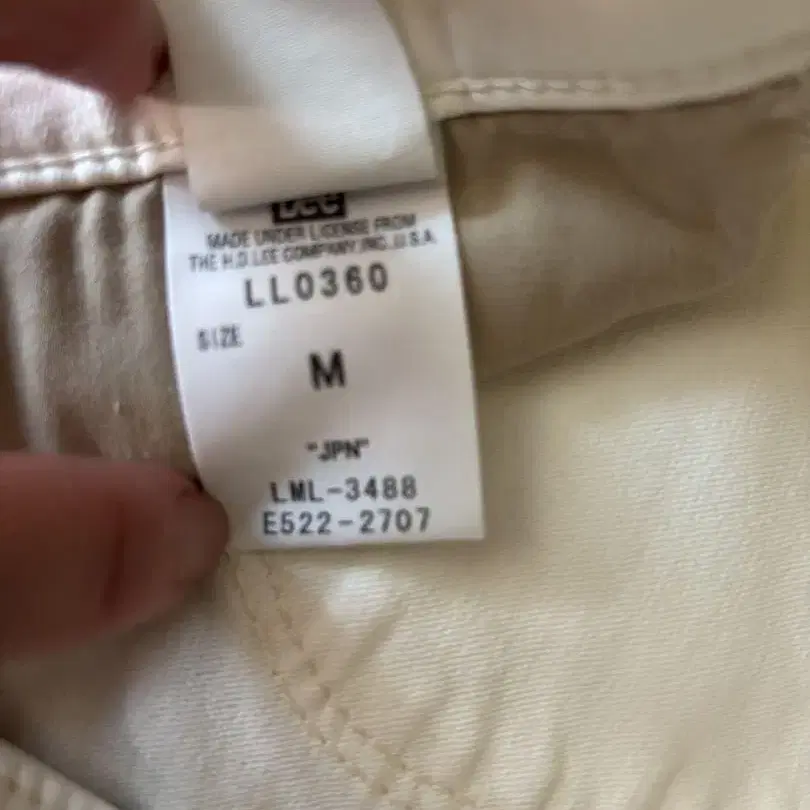 Lee
MADE UNDER LICENSE FROM
THE H.D LEE COMPANY,INC.,U.S.A.
LL0360
SIZE
M
"JPN"
LML-3488
E522-2707